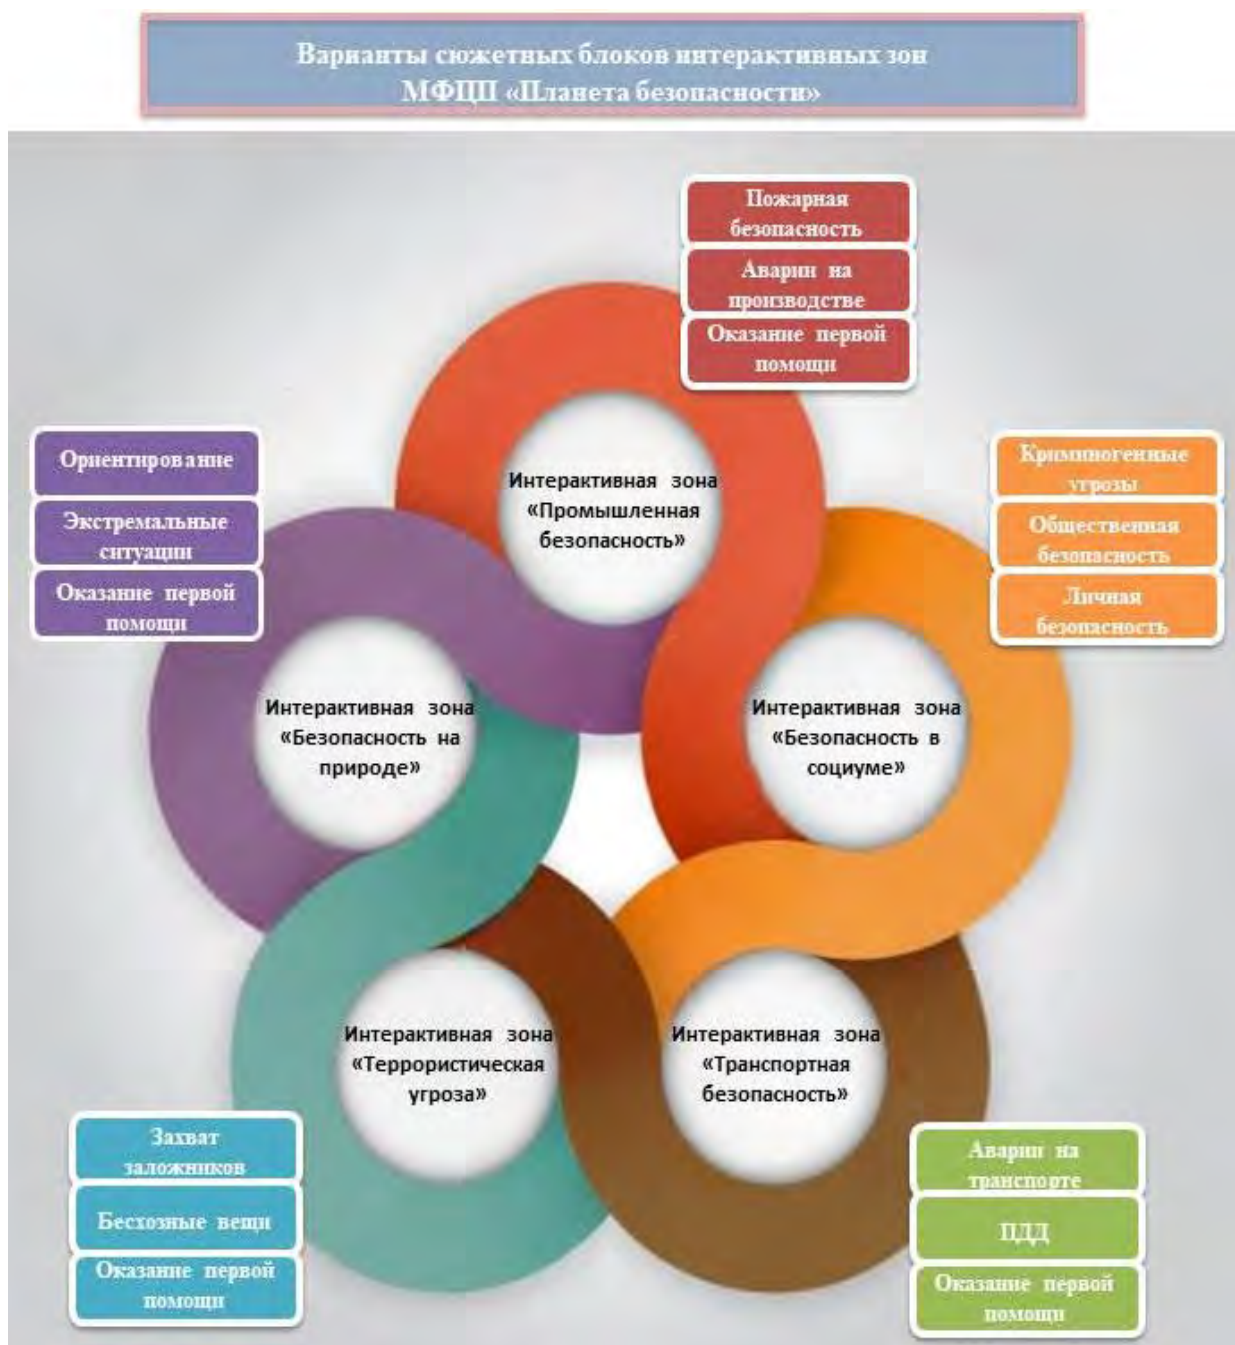 Варианты сюжетных блоков интерактивных зон
МФЦП «Планета безопасности»
Пожарная
безопасность
Аварии на
производстве
Оказание первой
помощи
Интерактивная зона
«Промышленная
безопасность»
Криминогенные
угрозы
Общественная
безопасность
Личная
безопасность
Интерактивная зона
«Безопасность в
социуме»
Ориентирование
Экстремальные
ситуации
Оказание первой
помощи
Интерактивная зона
«Безопасность на
природе»
Интерактивная зона
«Террористическая
угроза»
Захват
заложников
Бесхозные вещи
Оказание первой
помощи
Интерактивная зона
«Транспортная
безопасность»
Аварии на
транспорте
ПДД
Оказание первой
помощи